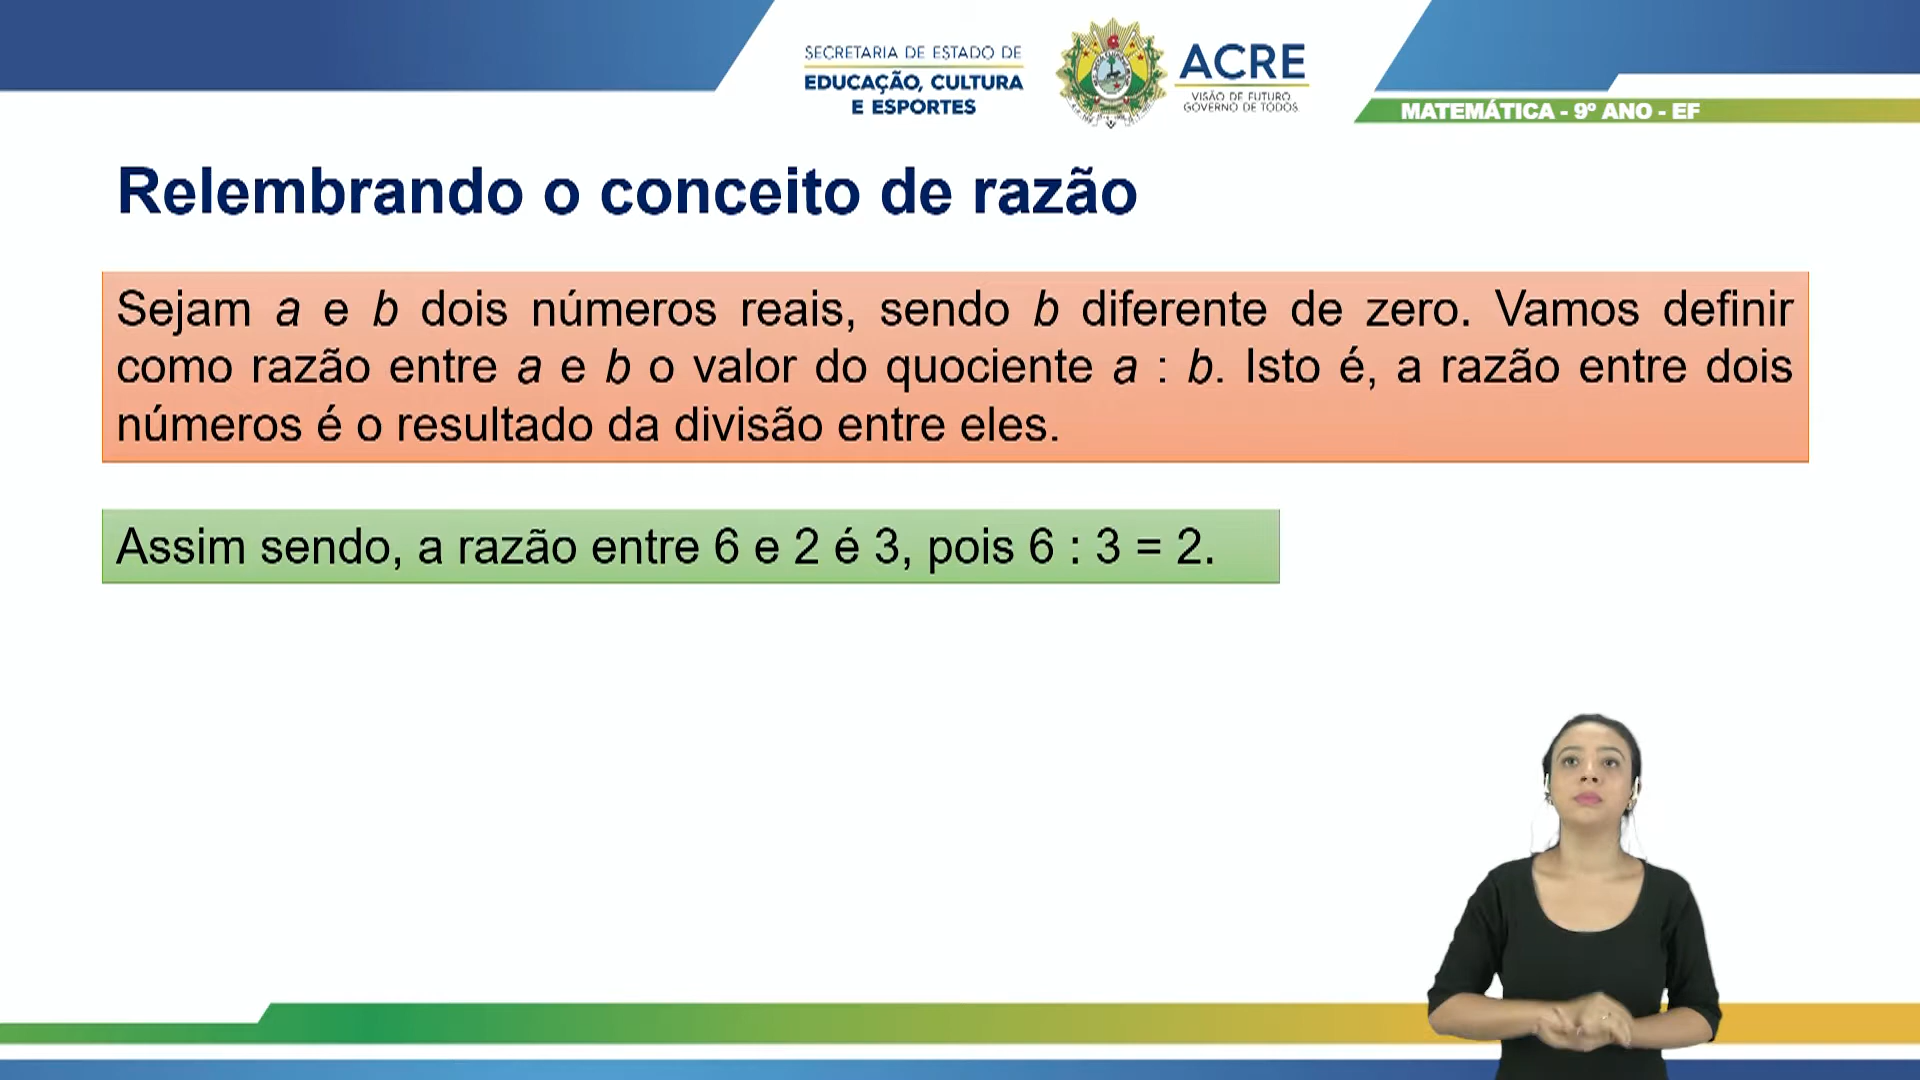 SECRETARIA DE ESTADO DE
EDUCAÇÃO, CULTURA
E ESPORTES
ACRE
VISÃO DE FUTURO
GOVERNO DE TODOS
MATEMÁTICA - 9º ANO - EF
Relembrando o conceito de razão
Sejam a e b dois números reais, sendo b diferente de zero. Vamos definir
como razão entre a e b o valor do quociente a : b. Isto é, a razão entre dois
números é o resultado da divisão entre eles.
Assim sendo, a razão entre 6 e 2 é 3, pois 6 : 3 = 2.